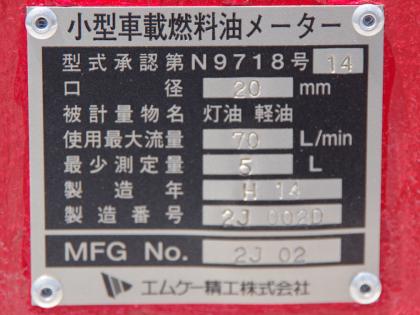 小型車載燃料油メーター
型式承認第N9718号 14
口径 20 mm
被計量物名 灯油 軽油
使用最大流量 70 L/min
最少測定量 5 L
製造年 H 14
製造番号 2J 002D
MFG No. 2J 02
エムケー精工株式会社